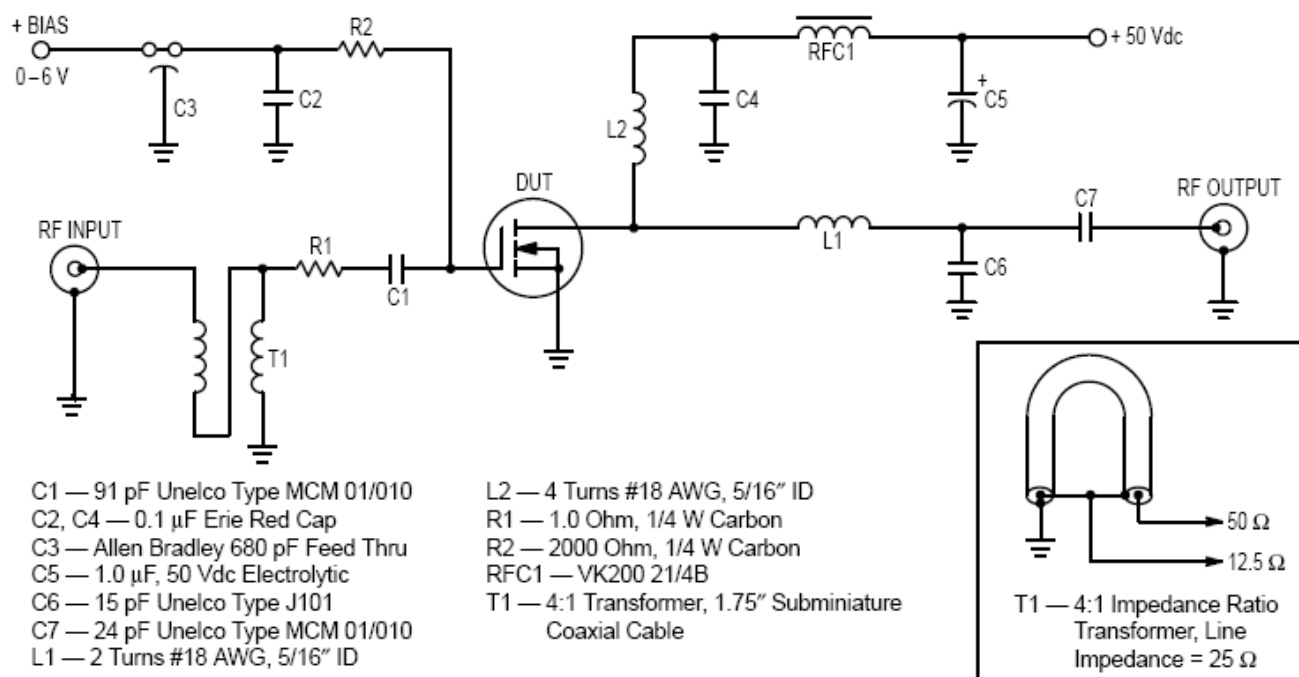 + BIAS
0–6 V
C3
C2
R2
C4
RFC1
+ 50 Vdc
+
C5
L2
DUT
RF INPUT
R1
C1
T1
L1
C6
C7
RF OUTPUT
C1 — 91 pF Unelco Type MCM 01/010
C2, C4 — 0.1 μF Erie Red Cap
C3 — Allen Bradley 680 pF Feed Thru
C5 — 1.0 μF, 50 Vdc Electrolytic
C6 — 15 pF Unelco Type J101
C7 — 24 pF Unelco Type MCM 01/010
L1 — 2 Turns #18 AWG, 5/16″ ID
L2 — 4 Turns #18 AWG, 5/16″ ID
R1 — 1.0 Ohm, 1/4 W Carbon
R2 — 2000 Ohm, 1/4 W Carbon
RFC1 — VK200 21/4B
T1 — 4:1 Transformer, 1.75″ Subminiature
Coaxial Cable
50 Ω
12.5 Ω
T1 — 4:1 Impedance Ratio
Transformer, Line
Impedance = 25 Ω